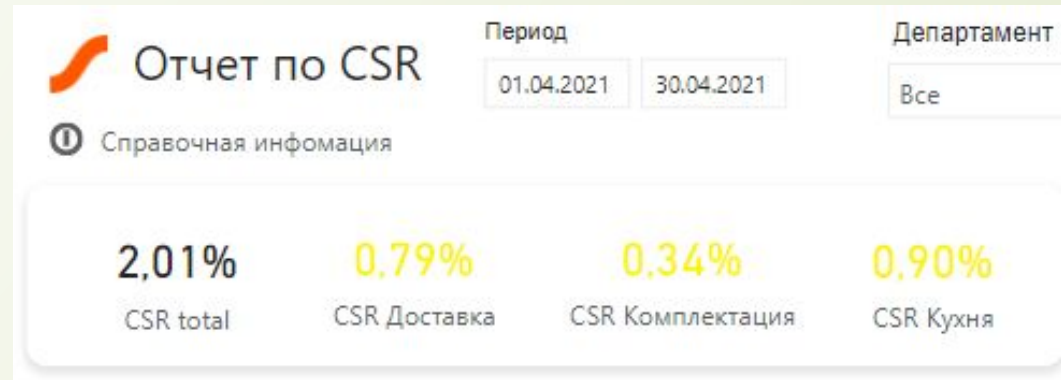 Отчет по CSR
Период
Департамент
01.04.2021 30.04.2021
Все
Справочная инфомация
2,01% 0,79% 0,34% 0,90%
CSR total CSR Доставка CSR Комплектация CSR Кухня